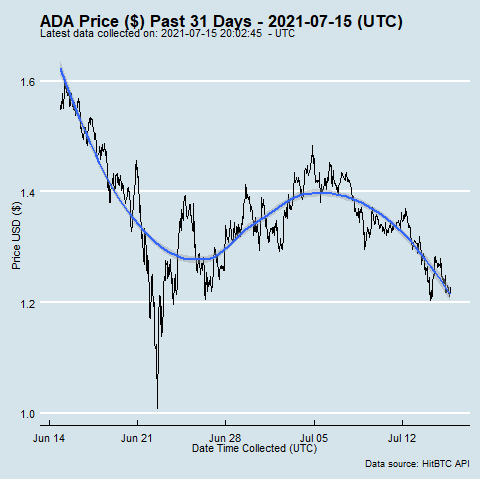 ADA Price ($) Past 31 Days - 2021-07-15 (UTC)
Latest data collected on: 2021-07-15 20:02:45 - UTC
1.6
1.4
1.2
1.0
Price USD ($)
Jun 14 Jun 21 Jun 28 Jul 05 Jul 12
Date Time Collected (UTC)
Data source: HitBTC API